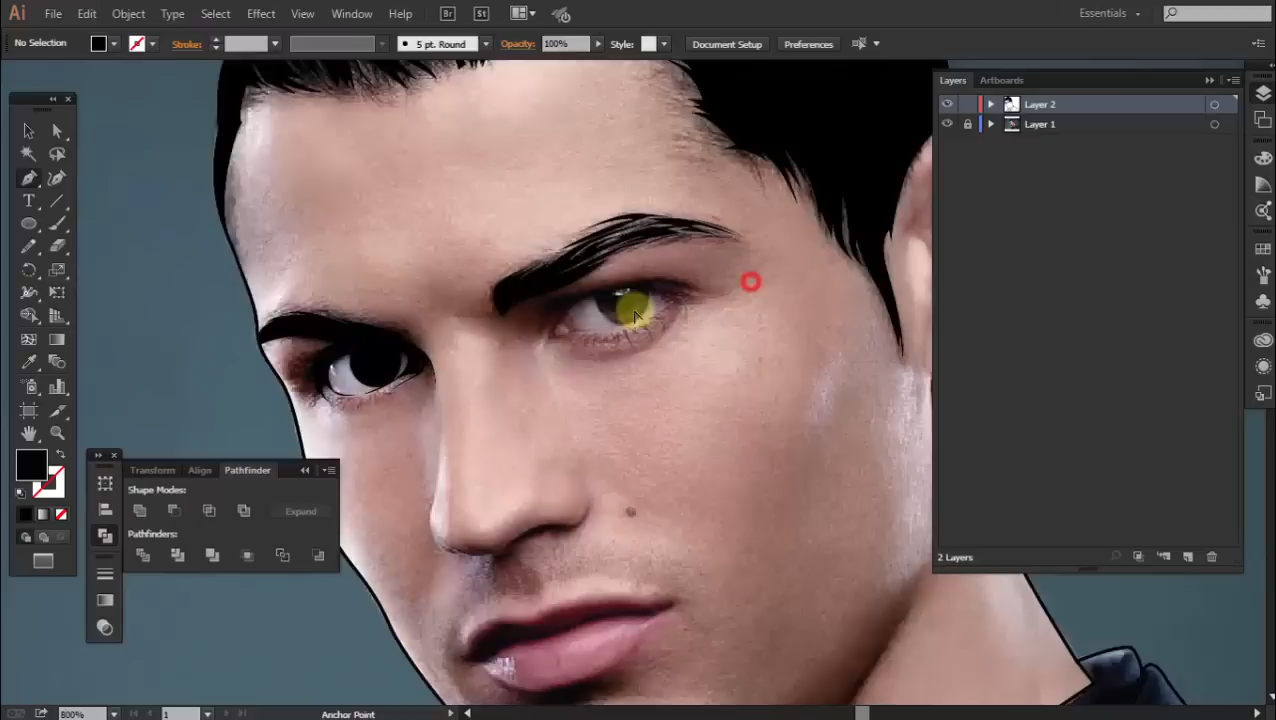 Ai File Edit Object Type Select Effect View Window Help Br St Essentials
No Selection Stroke: 5 pt. Round Opacity: 100% Style: Document Setup Preferences
Layers Artboards
Layer 2
Layer 1
T
Transform Align Pathfinder
Shape Modes:
Expand
Pathfinders:
2 Layers
800% 1 Anchor Point